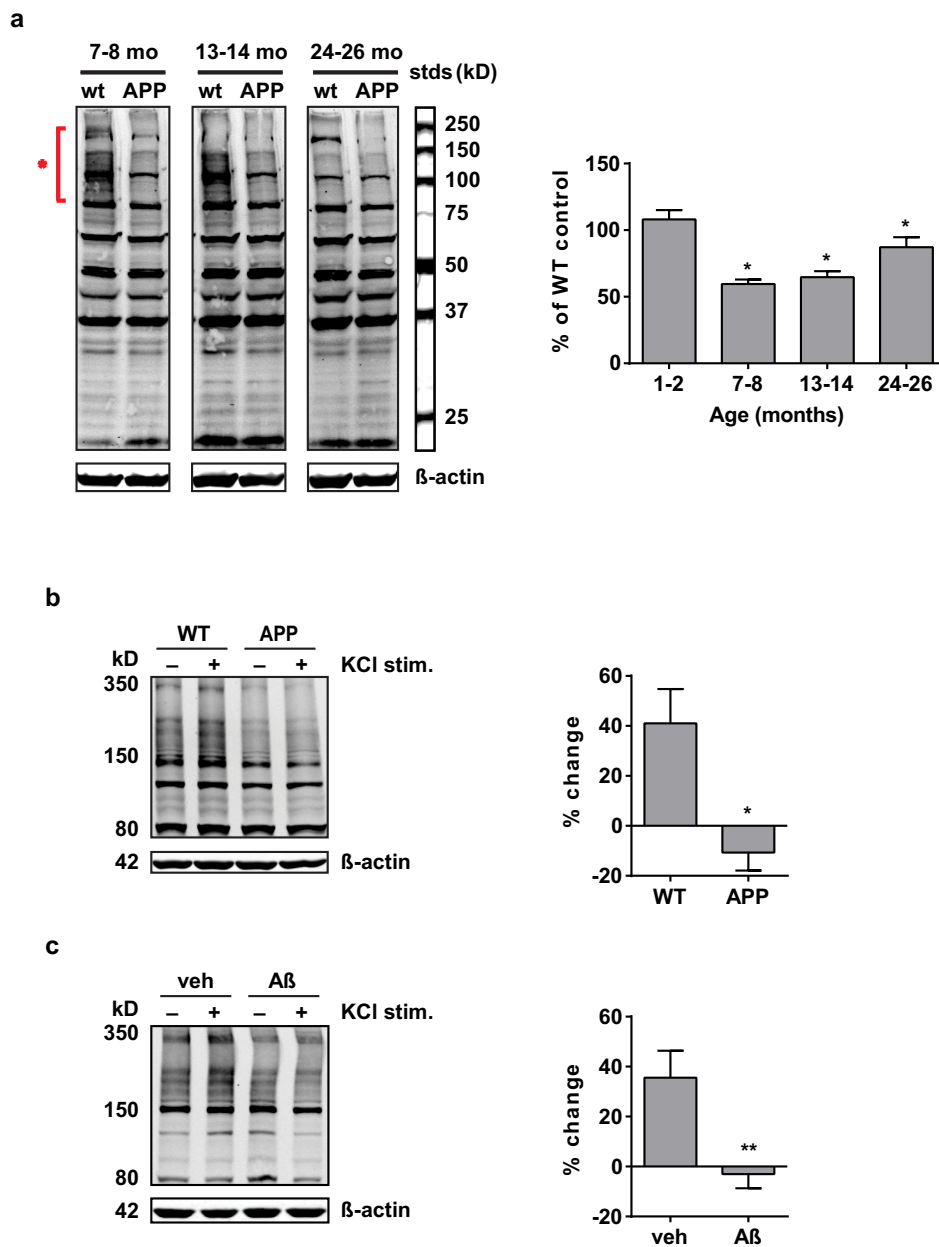 a
7-8 mo 13-14 mo 24-26 mo
stds (kD)
wt APP wt APP wt APP
250
150
100
75
50
37
25
*
ß-actin
150
100
50
0
% of WT control
* * *
1-2 7-8 13-14 24-26
Age (months)
b
WT APP
kD – + – + KCl stim.
350
150
80
42 ß-actin
60
40
20
0
-20
% change
*
WT APP
c
veh Aß
kD – + – + KCl stim.
350
150
80
42 ß-actin
60
40
20
0
-20
% change
**
veh Aß